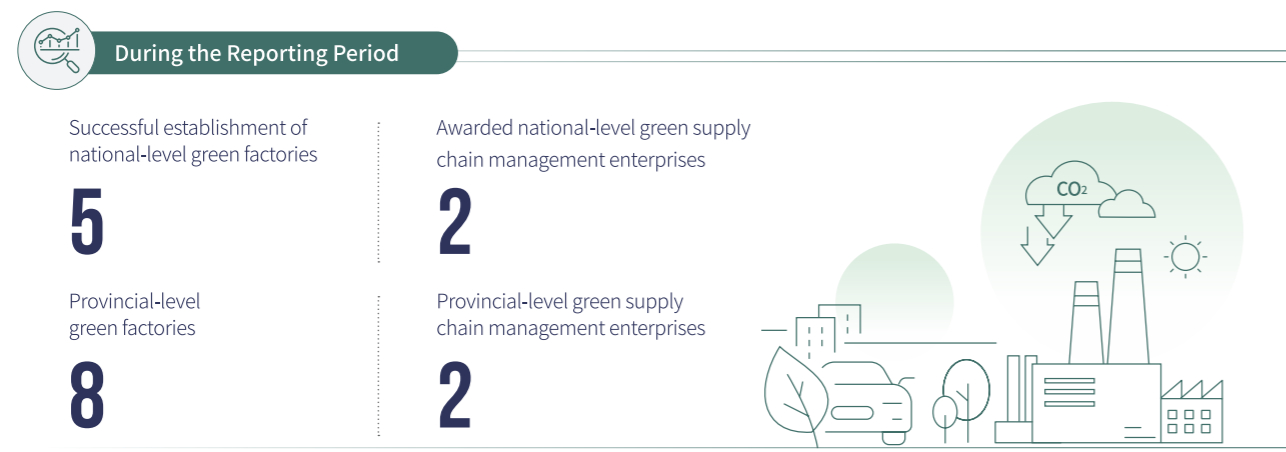 During the Reporting Period
Successful establishment of
national-level green factories
5
Awarded national-level green supply
chain management enterprises
2
Provincial-level
green factories
8
Provincial-level green supply
chain management enterprises
2
CO2